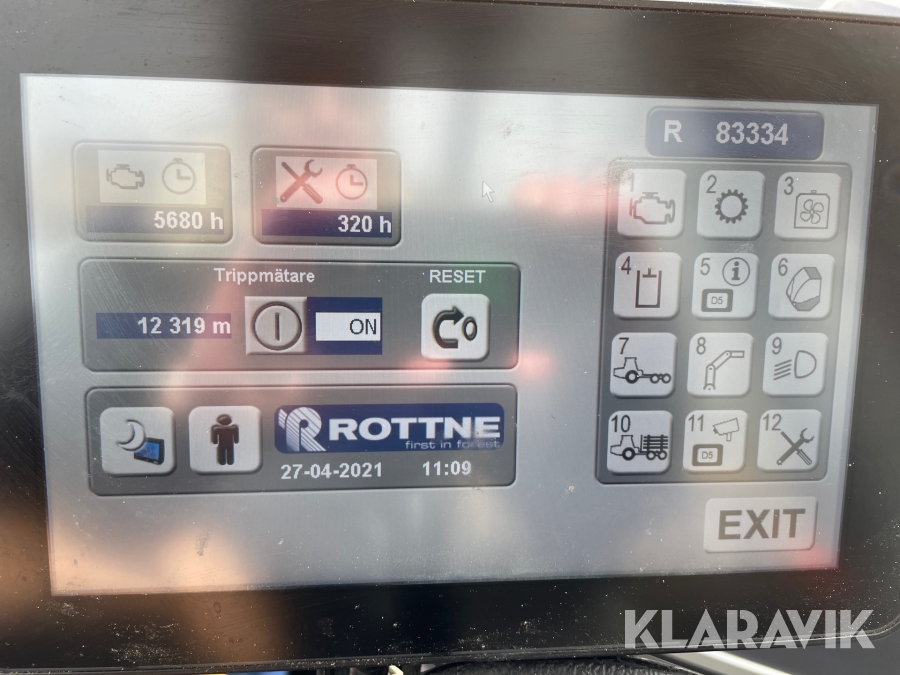 R 83334
5680 h
320 h
Trippmätare
RESET
12 319 m
ON
ROTTNE
first in forest
27-04-2021 11:09
1 2 3
4 5 6
D5
7 8 9
10 11 12
D5
EXIT
KLARAVIK